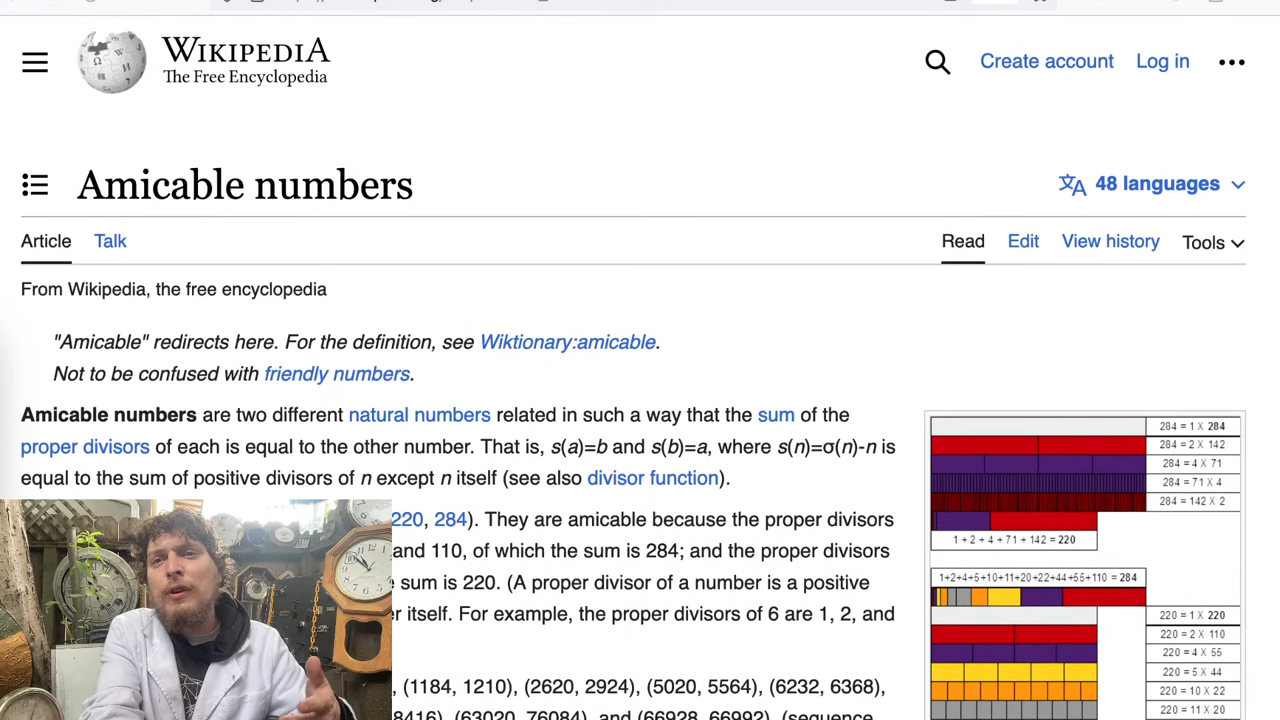 WIKIPEDIA
The Free Encyclopedia
Create account
Log in
Amicable numbers
48 languages
Article
Talk
Read
Edit
View history
Tools
From Wikipedia, the free encyclopedia
"Amicable" redirects here. For the definition, see Wiktionary:amicable.
Not to be confused with friendly numbers.
Amicable numbers are two different natural numbers related in such a way that the sum of the
proper divisors of each is equal to the other number. That is, s(a)=b and s(b)=a, where s(n)=σ(n)-n is
equal to the sum of positive divisors of n except n itself (see also divisor function).
220, 284). They are amicable because the proper divisors
and 110, of which the sum is 284; and the proper divisors
sum is 220. (A proper divisor of a number is a positive
itself. For example, the proper divisors of 6 are 1, 2, and
, (1184, 1210), (2620, 2924), (5020, 5564), (6232, 6368),
8416), (63020, 76084), and (66928, 66992). (sequence
284 = 1 X 284
284 = 2 X 142
284 = 4 X 71
284 = 71 X 4
284 = 142 X 2
1 + 2 + 4 + 71 + 142 = 220
1+2+4+5+10+11+20+22+44+55+110 = 284
220 = 1 X 220
220 = 2 X 110
220 = 4 X 55
220 = 5 X 44
220 = 10 X 22
220 = 11 X 20